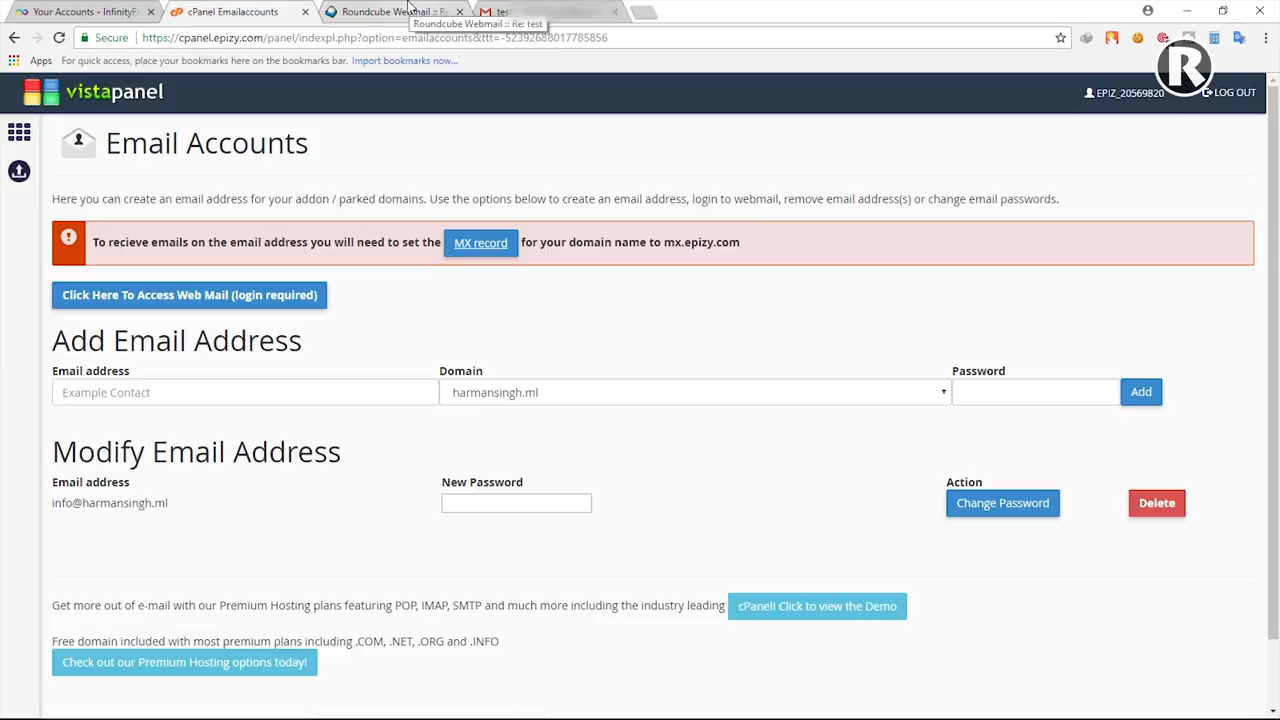 Your Accounts - InfinityFr
cPanel Emailaccounts
Roundcube Webmail :: Re:
test
Roundcube Webmail :: Re: test
Secure
https://cpanel.epizy.com/panel/indexpl.php?option=emailaccounts&ttt=-52392688017785856
Apps
For quick access, place your bookmarks here on the bookmarks bar. Import bookmarks now...
R
vistapanel
EPIZ_20569820
LOG OUT
Email Accounts
Here you can create an email address for your addon / parked domains. Use the options below to create an email address, login to webmail, remove email address(s) or change email passwords.
To recieve emails on the email address you will need to set the MX record for your domain name to mx.epizy.com
Click Here To Access Web Mail (login required)
Add Email Address
Email address Domain Password
Example Contact harmansingh.ml Add
Modify Email Address
Email address New Password Action
info@harmansingh.ml Change Password Delete
Get more out of e-mail with our Premium Hosting plans featuring POP, IMAP, SMTP and much more including the industry leading cPanel! Click to view the Demo
Free domain included with most premium plans including .COM, .NET, .ORG and .INFO
Check out our Premium Hosting options today!